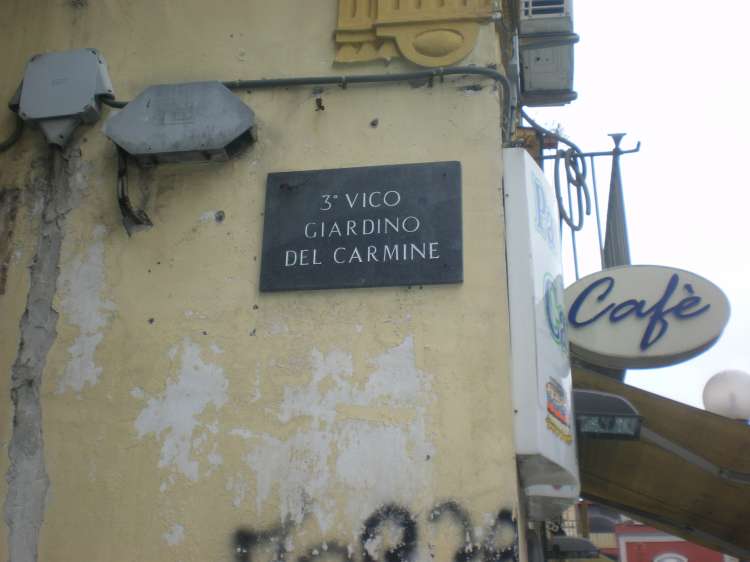 3° VICO
GIARDINO
DEL CARMINE
Cafè